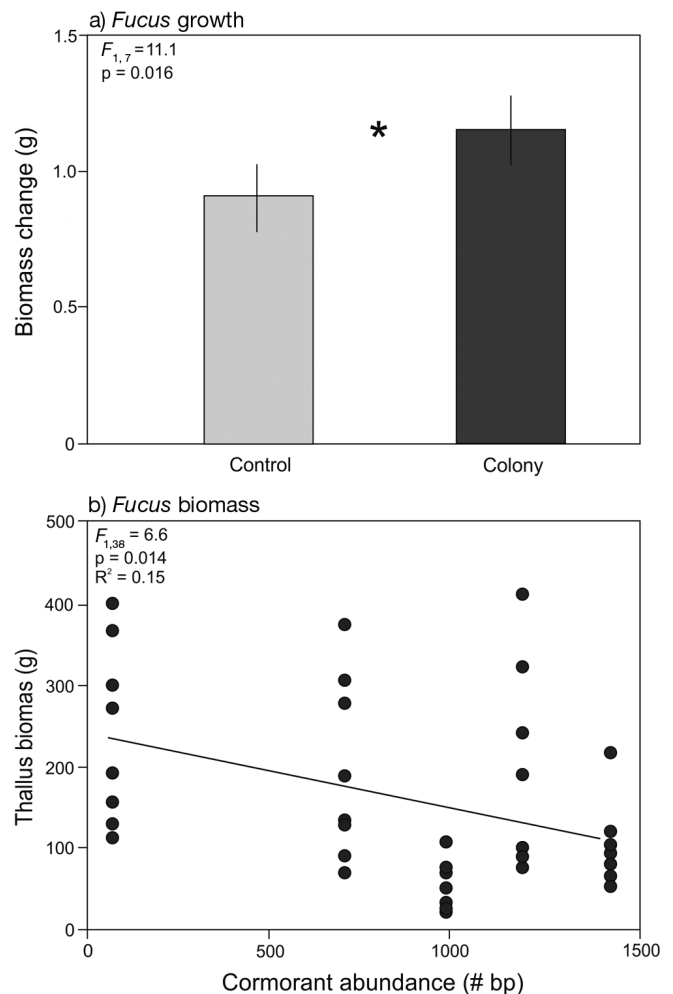 a) Fucus growth
1.5
F1, 7 = 11.1
p = 0.016
*
1.0
0.5
0
Biomass change (g)
Control Colony
b) Fucus biomass
500
F1,38 = 6.6
p = 0.014
R² = 0.15
400
300
200
100
0
Thallus biomas (g)
0 500 1000 1500
Cormorant abundance (# bp)